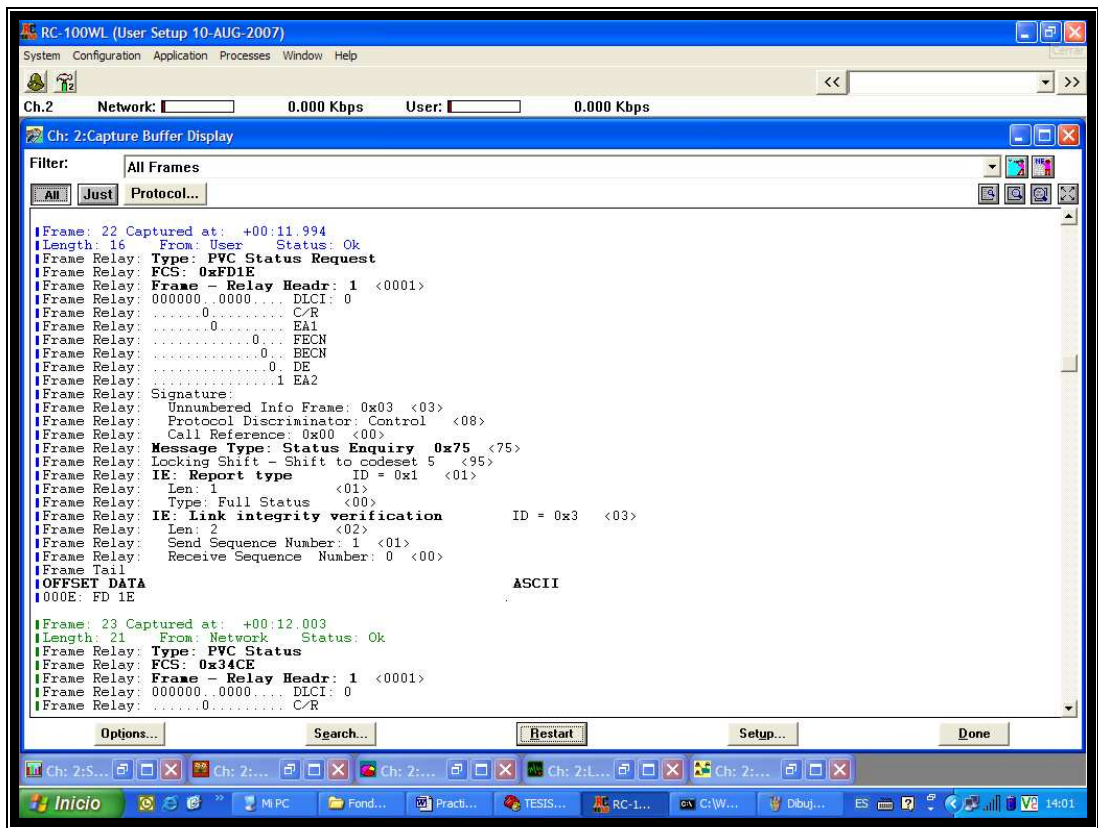 RC-100WL (User Setup 10-AUG-2007)
System Configuration Application Processes Window Help
Cerrar
<< >>
Ch.2 Network: 0.000 Kbps User: 0.000 Kbps
Ch: 2:Capture Buffer Display
Filter: All Frames
All Just Protocol...
Frame: 22 Captured at: +00:11.994
Length: 16 From: User Status: Ok
Frame Relay: Type: PVC Status Request
Frame Relay: FCS: 0xFD1E
Frame Relay: Frame - Relay Headr: 1 <0001>
Frame Relay: 000000..0000.... DLCI: 0
Frame Relay: ......0......... C/R
Frame Relay: .......0........ EA1
Frame Relay: ............0... FECN
Frame Relay: .............0.. BECN
Frame Relay: ..............0. DE
Frame Relay: ...............1 EA2
Frame Relay: Signature:
Frame Relay: Unnumbered Info Frame: 0x03 <03>
Frame Relay: Protocol Discriminator: Control <08>
Frame Relay: Call Reference: 0x00 <00>
Frame Relay: Message Type: Status Enquiry 0x75 <75>
Frame Relay: Locking Shift - Shift to codeset 5 <95>
Frame Relay: IE: Report type ID = 0x1 <01>
Frame Relay: Len: 1 <01>
Frame Relay: Type: Full Status <00>
Frame Relay: IE: Link integrity verification ID = 0x3 <03>
Frame Relay: Len: 2 <02>
Frame Relay: Send Sequence Number: 1 <01>
Frame Relay: Receive Sequence Number: 0 <00>
Frame Tail
OFFSET DATA ASCII
000E: FD 1E .
Frame: 23 Captured at: +00:12.003
Length: 21 From: Network Status: Ok
Frame Relay: Type: PVC Status
Frame Relay: FCS: 0x34CE
Frame Relay: Frame - Relay Headr: 1 <0001>
Frame Relay: 000000..0000.... DLCI: 0
Frame Relay: ......0......... C/R
Options... Search... Restart Setup... Done
Ch: 2:S... Ch: 2:... Ch: 2:... Ch: 2:L... Ch: 2:...
Inicio » Mi PC Fond... Practi... TESIS... RC-1... C:\W... Dibuj... ES 14:01